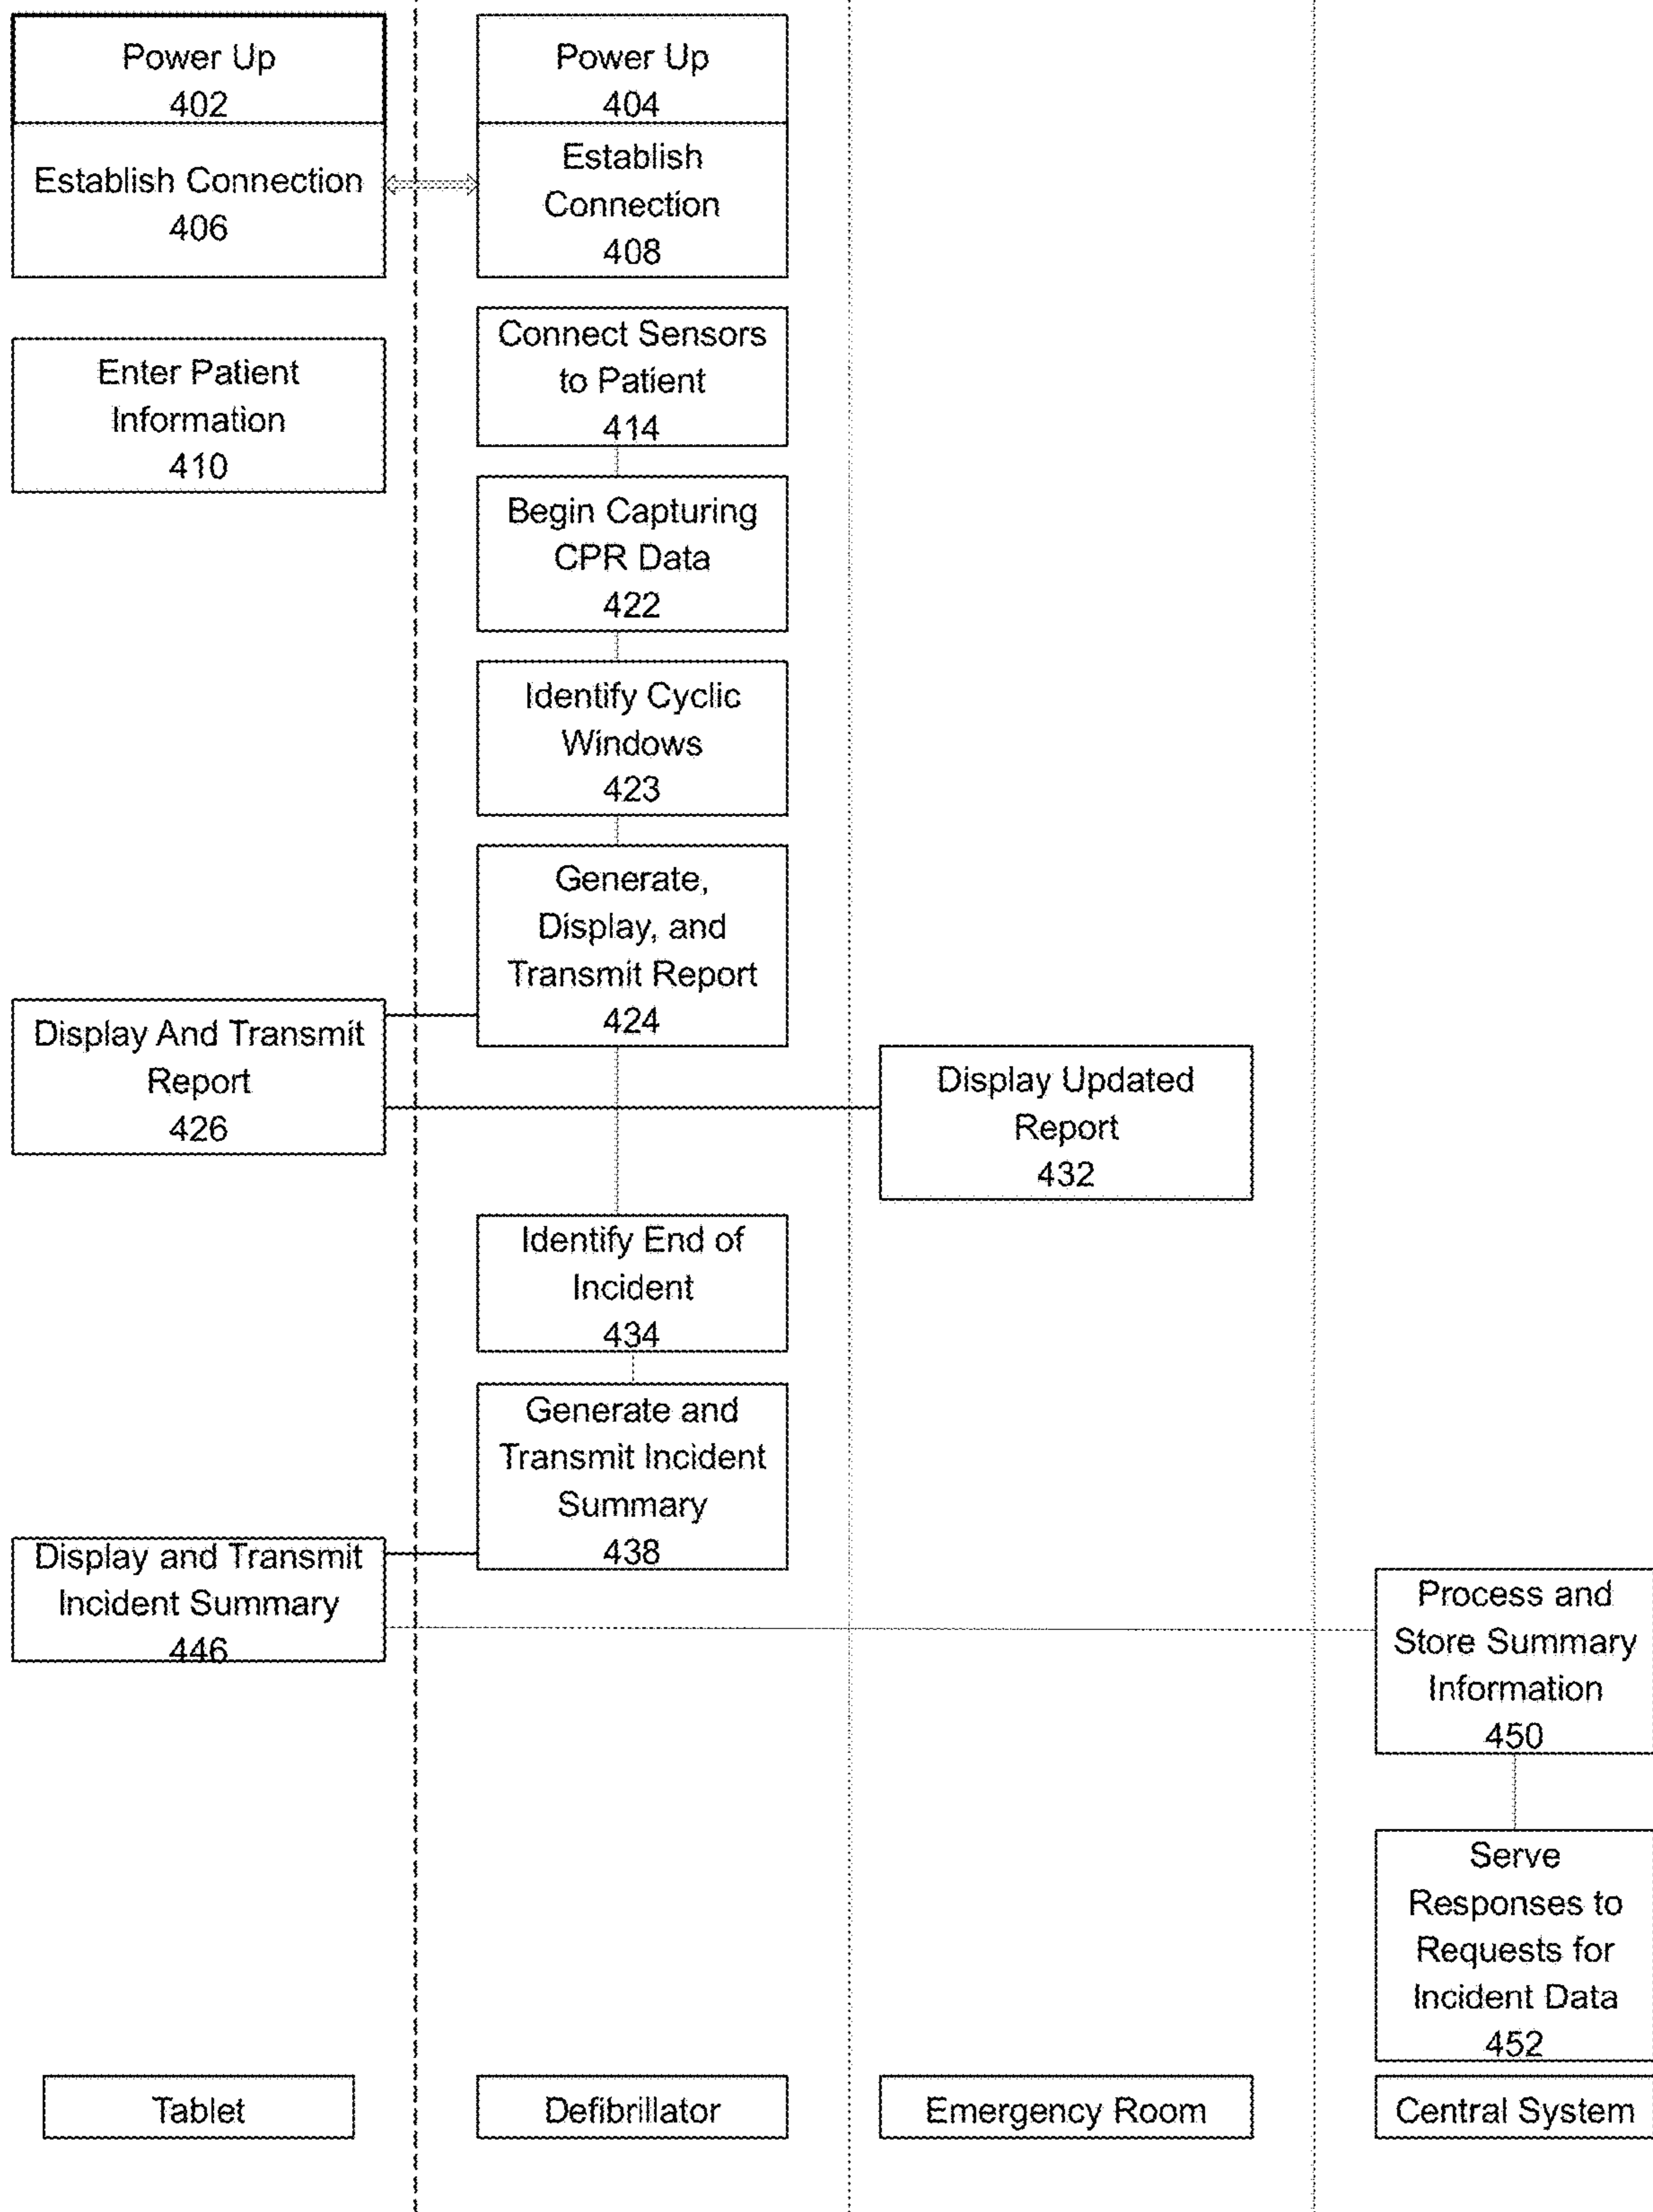 Power Up
402
Power Up
404
Establish Connection
406
Establish
Connection
408
Enter Patient
Information
410
Connect Sensors
to Patient
414
Begin Capturing
CPR Data
422
Identify Cyclic
Windows
423
Generate,
Display, and
Transmit Report
424
Display And Transmit
Report
426
Display Updated
Report
432
Identify End of
Incident
434
Generate and
Transmit Incident
Summary
438
Display and Transmit
Incident Summary
446
Process and
Store Summary
Information
450
Serve
Responses to
Requests for
Incident Data
452
Tablet
Defibrillator
Emergency Room
Central System